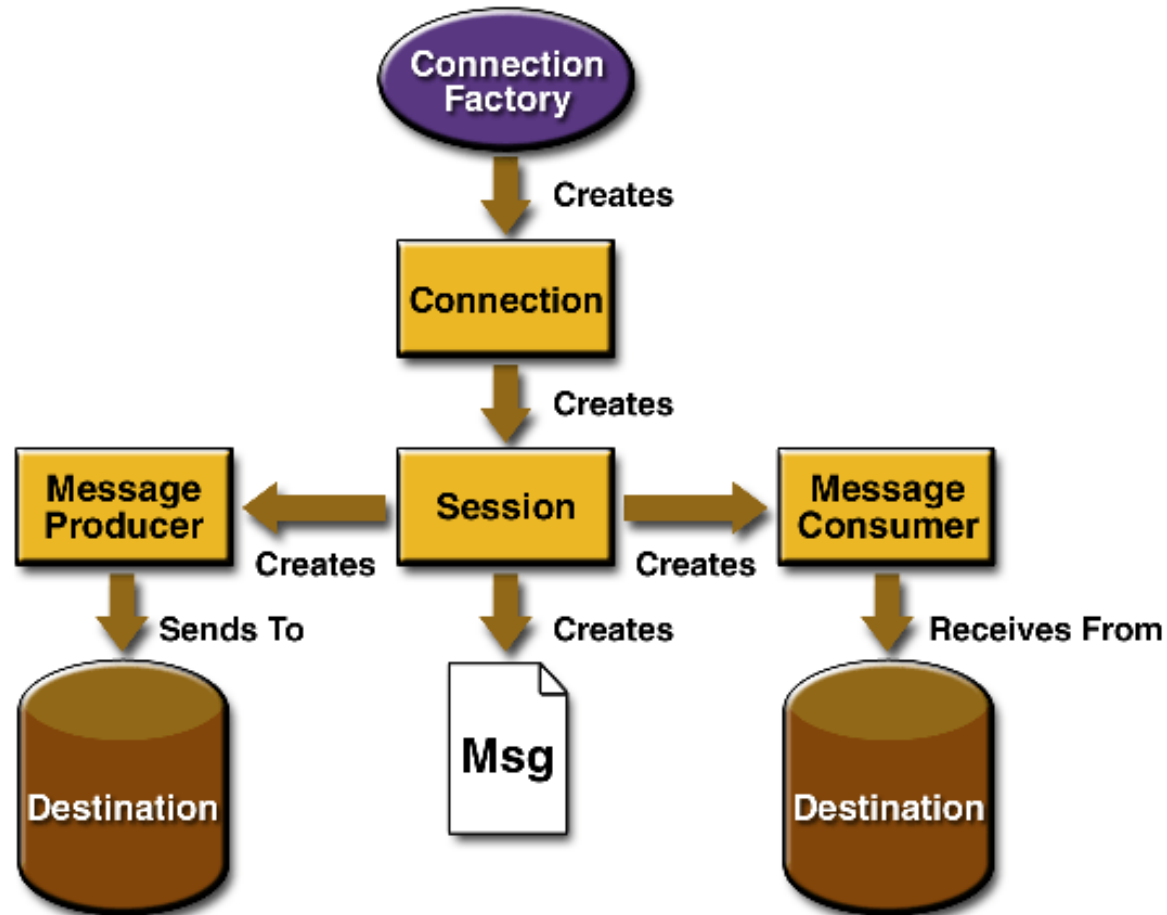 Connection
Factory
Creates
Connection
Creates
Message
Producer
Session
Message
Consumer
Creates
Creates
Sends To
Creates
Receives From
Destination
Msg
Destination